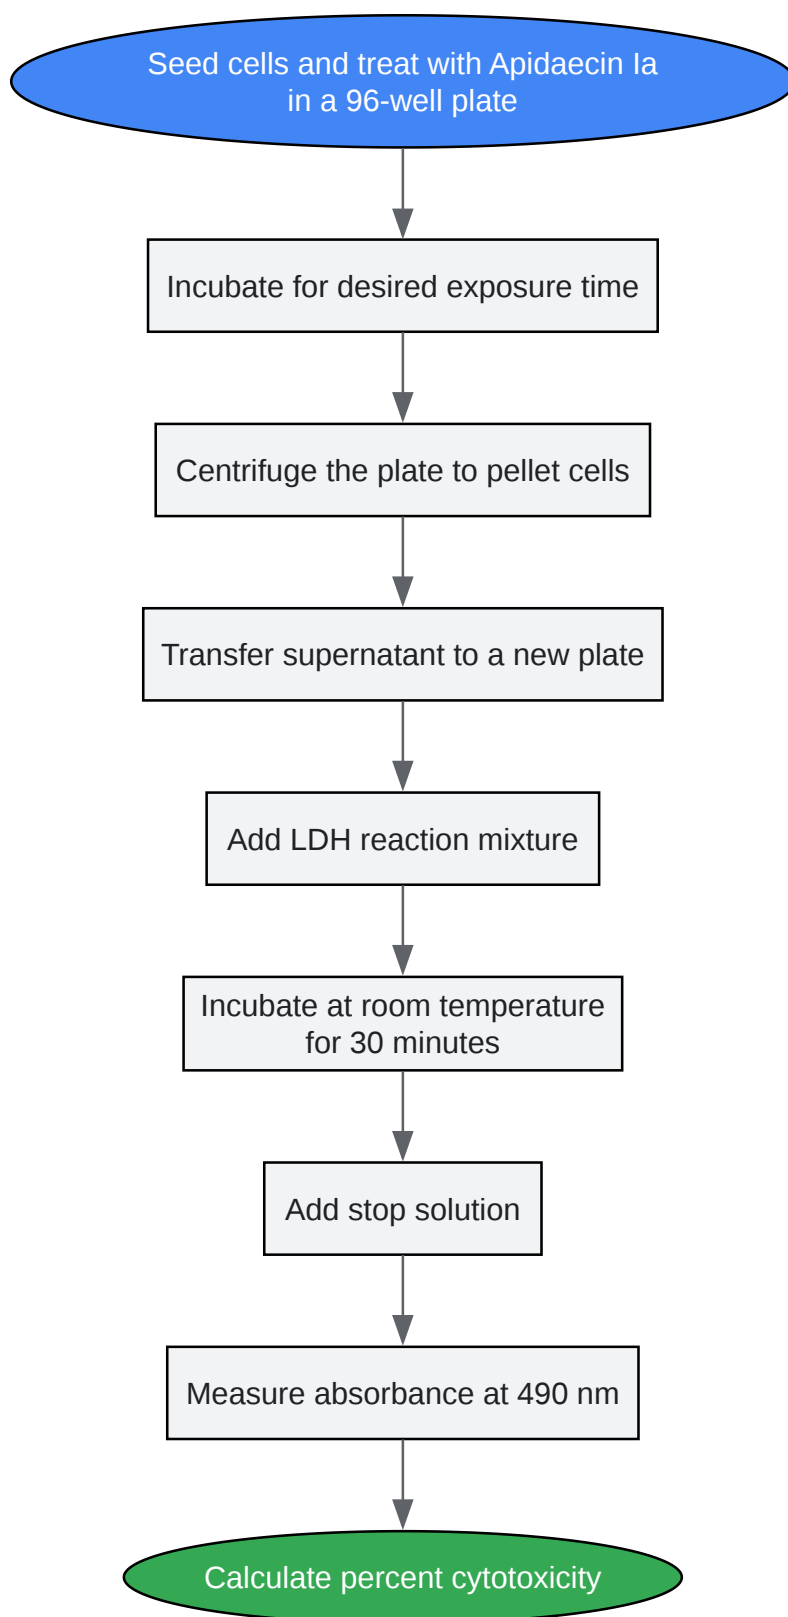 Seed cells and treat with Apidaecin Ia
in a 96-well plate
Incubate for desired exposure time
Centrifuge the plate to pellet cells
Transfer supernatant to a new plate
Add LDH reaction mixture
Incubate at room temperature
for 30 minutes
Add stop solution
Measure absorbance at 490 nm
Calculate percent cytotoxicity